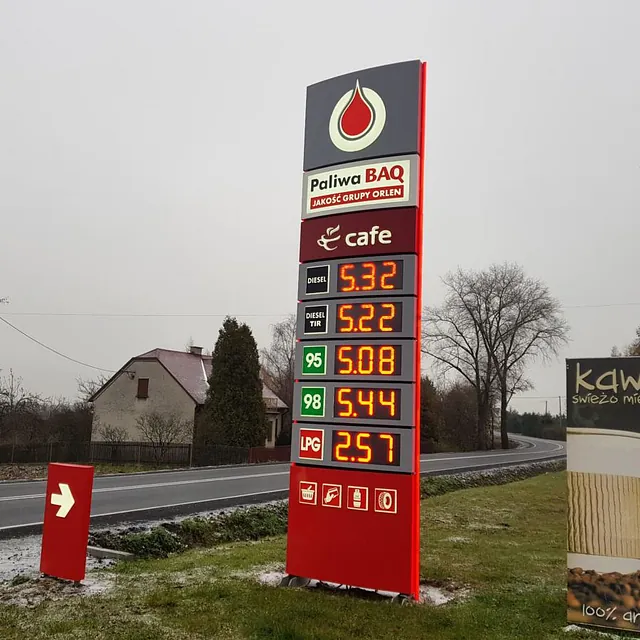 Paliwa BAQ
JAKOŚĆ GRUPY ORLEN
cafe
DIESEL 5.32
DIESEL TIR 5.22
95 5.08
98 5.44
LPG 2.57
świeżo
100%